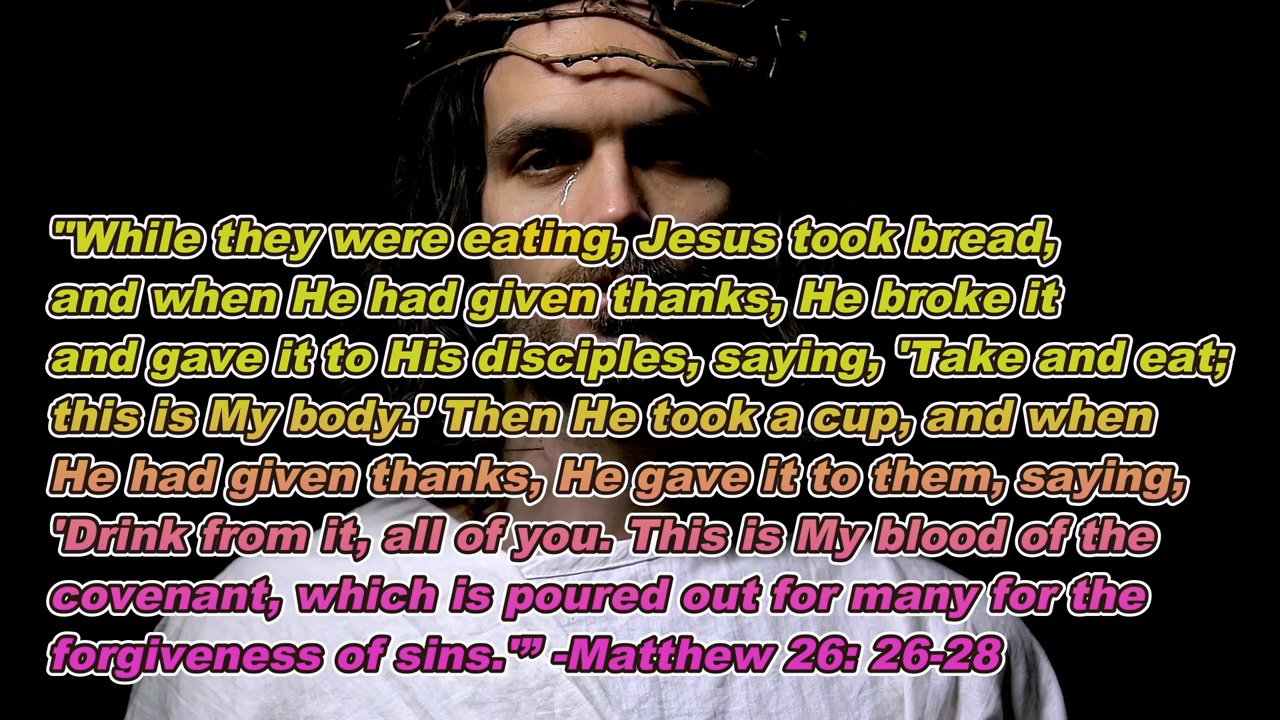 "While they were eating, Jesus took bread,
and when He had given thanks, He broke it
and gave it to His disciples, saying, 'Take and eat;
this is My body.' Then He took a cup, and when
He had given thanks, He gave it to them, saying,
'Drink from it, all of you. This is My blood of the
covenant, which is poured out for many for the
forgiveness of sins.'” -Matthew 26: 26-28